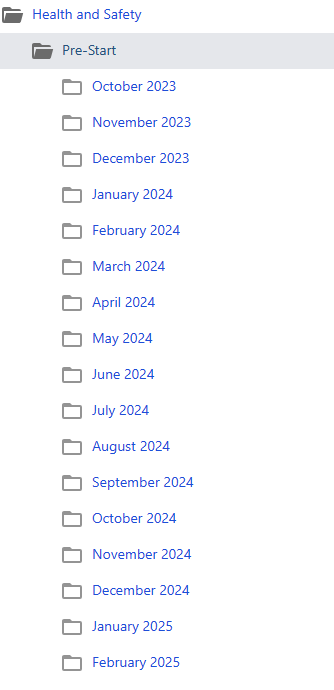 Health and Safety
Pre-Start
October 2023
November 2023
December 2023
January 2024
February 2024
March 2024
April 2024
May 2024
June 2024
July 2024
August 2024
September 2024
October 2024
November 2024
December 2024
January 2025
February 2025